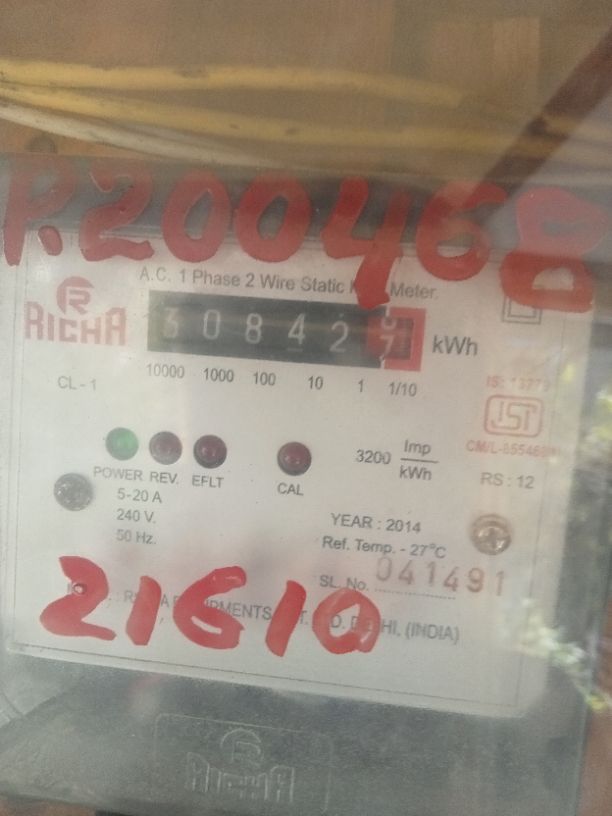 P.200468
A.C. 1 Phase 2 Wire Static Meter.
R
RICHA
30842
kWh
10000 1000 100 10 1 1/10
CL-1
IS: 13779
ISI
CM/L-
POWER REV. EFLT
CAL
3200 Imp/kWh
RS: 12
5-20 A
240 V.
50 Hz.
YEAR : 2014
Ref. Temp. - 27°C
SL. No. 041491
21610
(INDIA)
R
RICHA